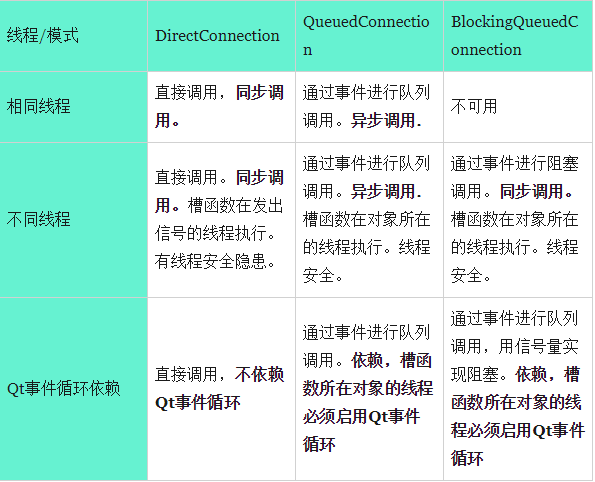 线程/模式
DirectConnection
QueuedConnectio
n
BlockingQueuedC
onnection
相同线程
直接调用，同步调
用。
通过事件进行队列
调用。异步调用.
不可用
不同线程
直接调用。同步调
用。槽函数在发出
信号的线程执行。
有线程安全隐患。
通过事件进行队列
调用。异步调用.
槽函数在对象所在
的线程执行。线程
安全。
通过事件进行阻塞
调用。同步调用。
槽函数在对象所在
的线程执行。线程
安全。
Qt事件循环依赖
直接调用，不依赖
Qt事件循环
通过事件进行队列
调用。依赖，槽函
数所在对象的线程
必须启用Qt事件
循环
通过事件进行队列
调用，用信号量实
现阻塞。依赖，槽
函数所在对象的线
程必须启用Qt事件
循环